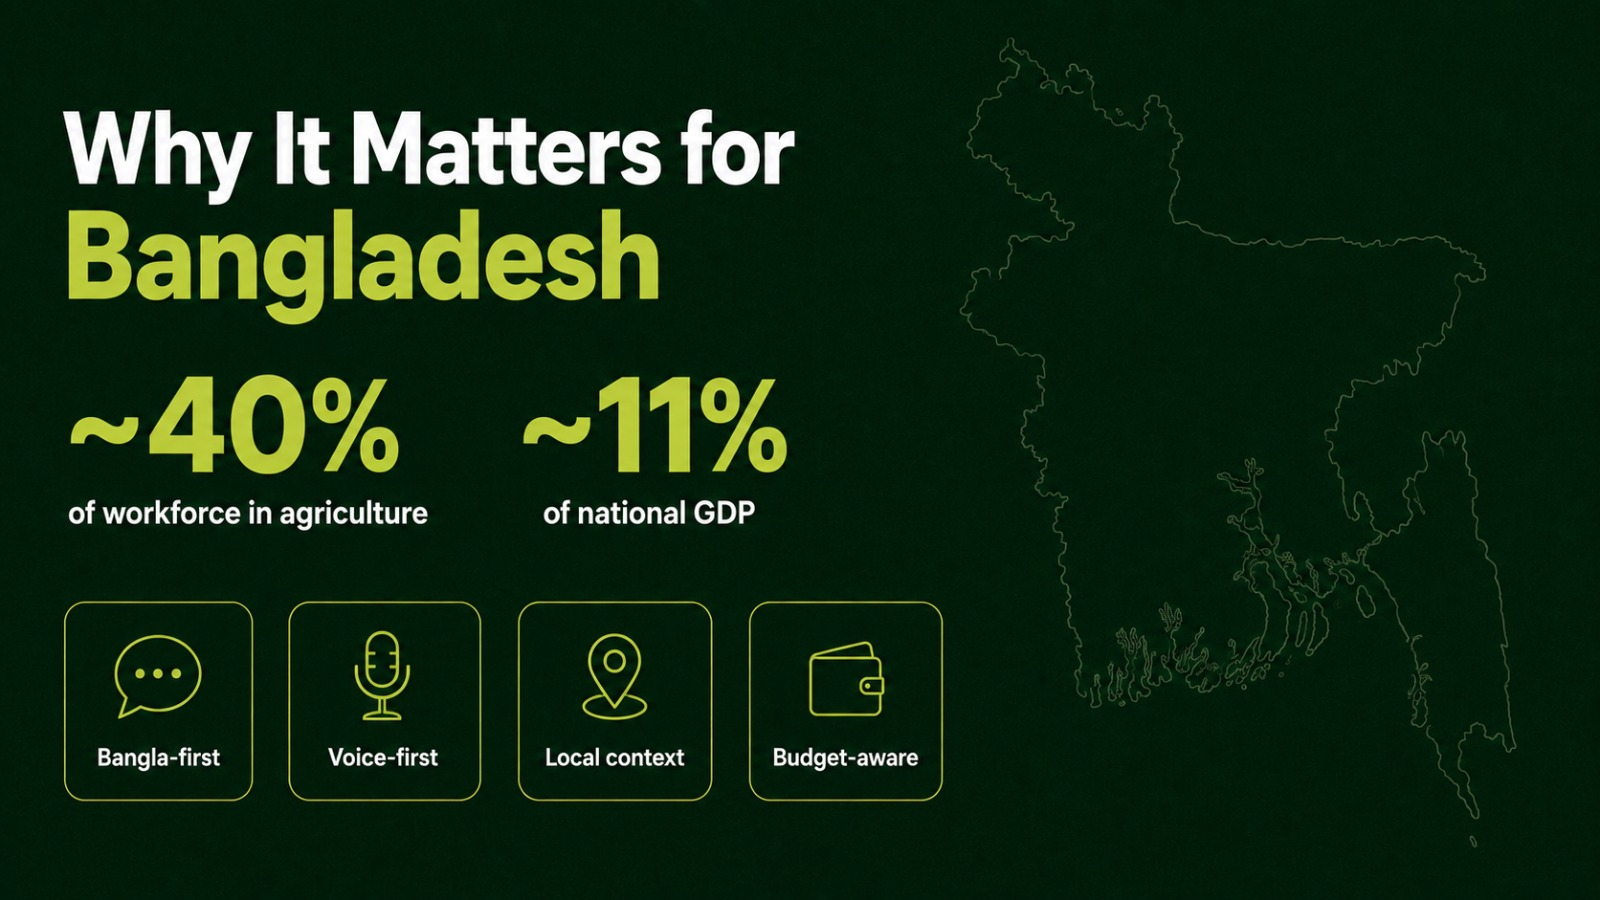 Why It Matters for
Bangladesh
~40%
of workforce in agriculture
~11%
of national GDP
Bangla-first
Voice-first
Local context
Budget-aware